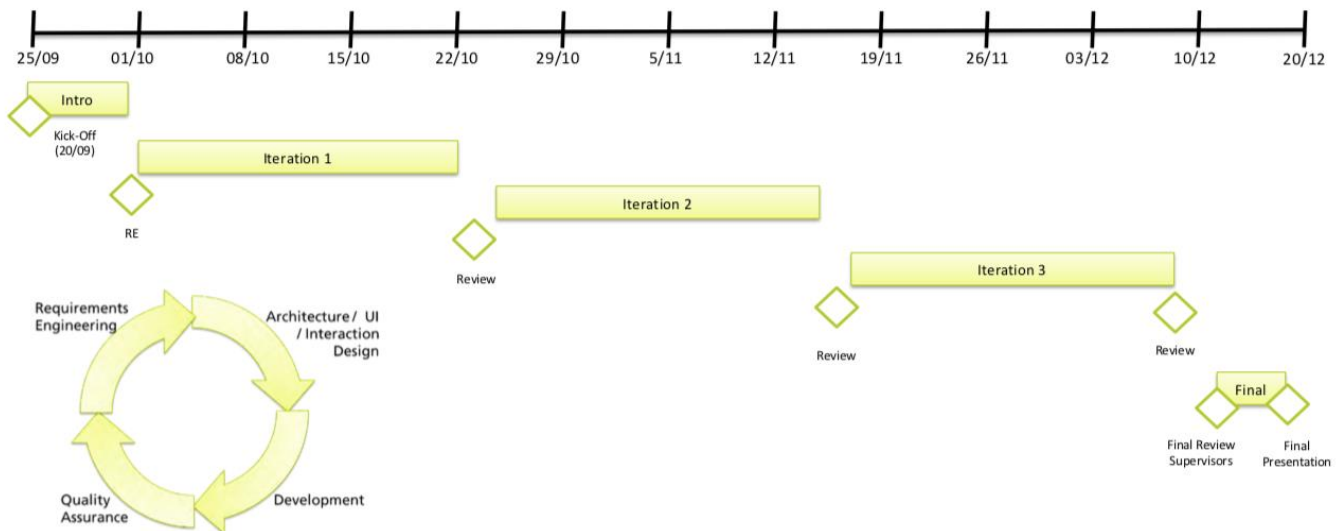 25/09 01/10 08/10 15/10 22/10 29/10 5/11 12/11 19/11 26/11 03/12 10/12 20/12
Intro
Kick-Off
(20/09)
Iteration 1
RE
Iteration 2
Review
Iteration 3
Review
Review
Final
Final Review
Supervisors
Final
Presentation
Requirements
Engineering
Architecture / UI
/ Interaction
Design
Quality
Assurance
Development